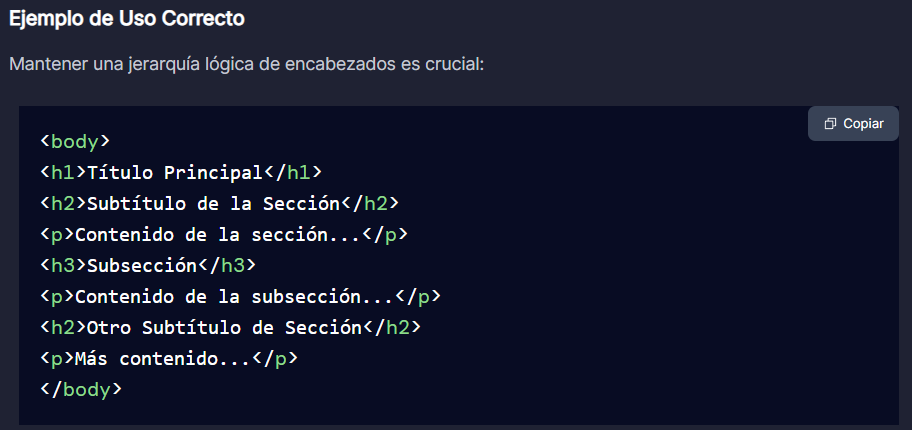 Ejemplo de Uso Correcto
Mantener una jerarquía lógica de encabezados es crucial:
Copiar
<body>
<h1>Título Principal</h1>
<h2>Subtítulo de la Sección</h2>
<p>Contenido de la sección...</p>
<h3>Subsección</h3>
<p>Contenido de la subsección...</p>
<h2>Otro Subtítulo de Sección</h2>
<p>Más contenido...</p>
</body>